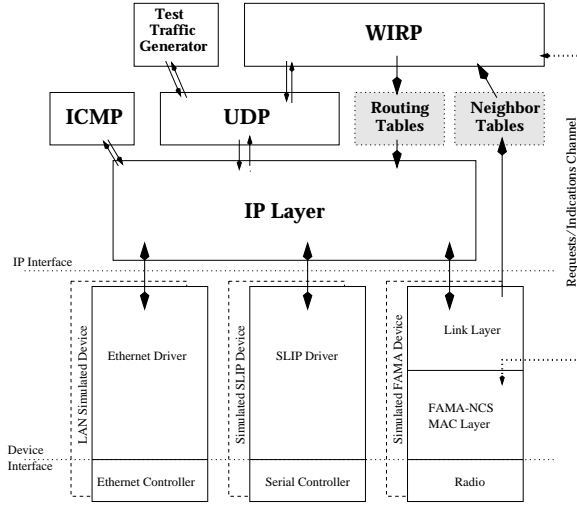 Test
Traffic
Generator
WIRP
ICMP
UDP
Routing
Tables
Neighbor
Tables
IP Layer
Requests/Indications Channel
IP Interface
LAN Simulated Device
Ethernet Driver
Simulated SLIP Device
SLIP Driver
Simulated FAMA Device
Link Layer
FAMA-NCS
MAC Layer
Device
Interface
Ethernet Controller
Serial Controller
Radio